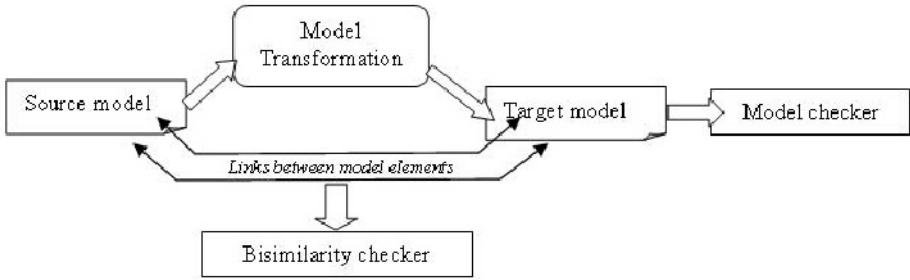 Model
Transformation
Source model
Target model
Model checker
Links between model elements
Bisimilarity checker